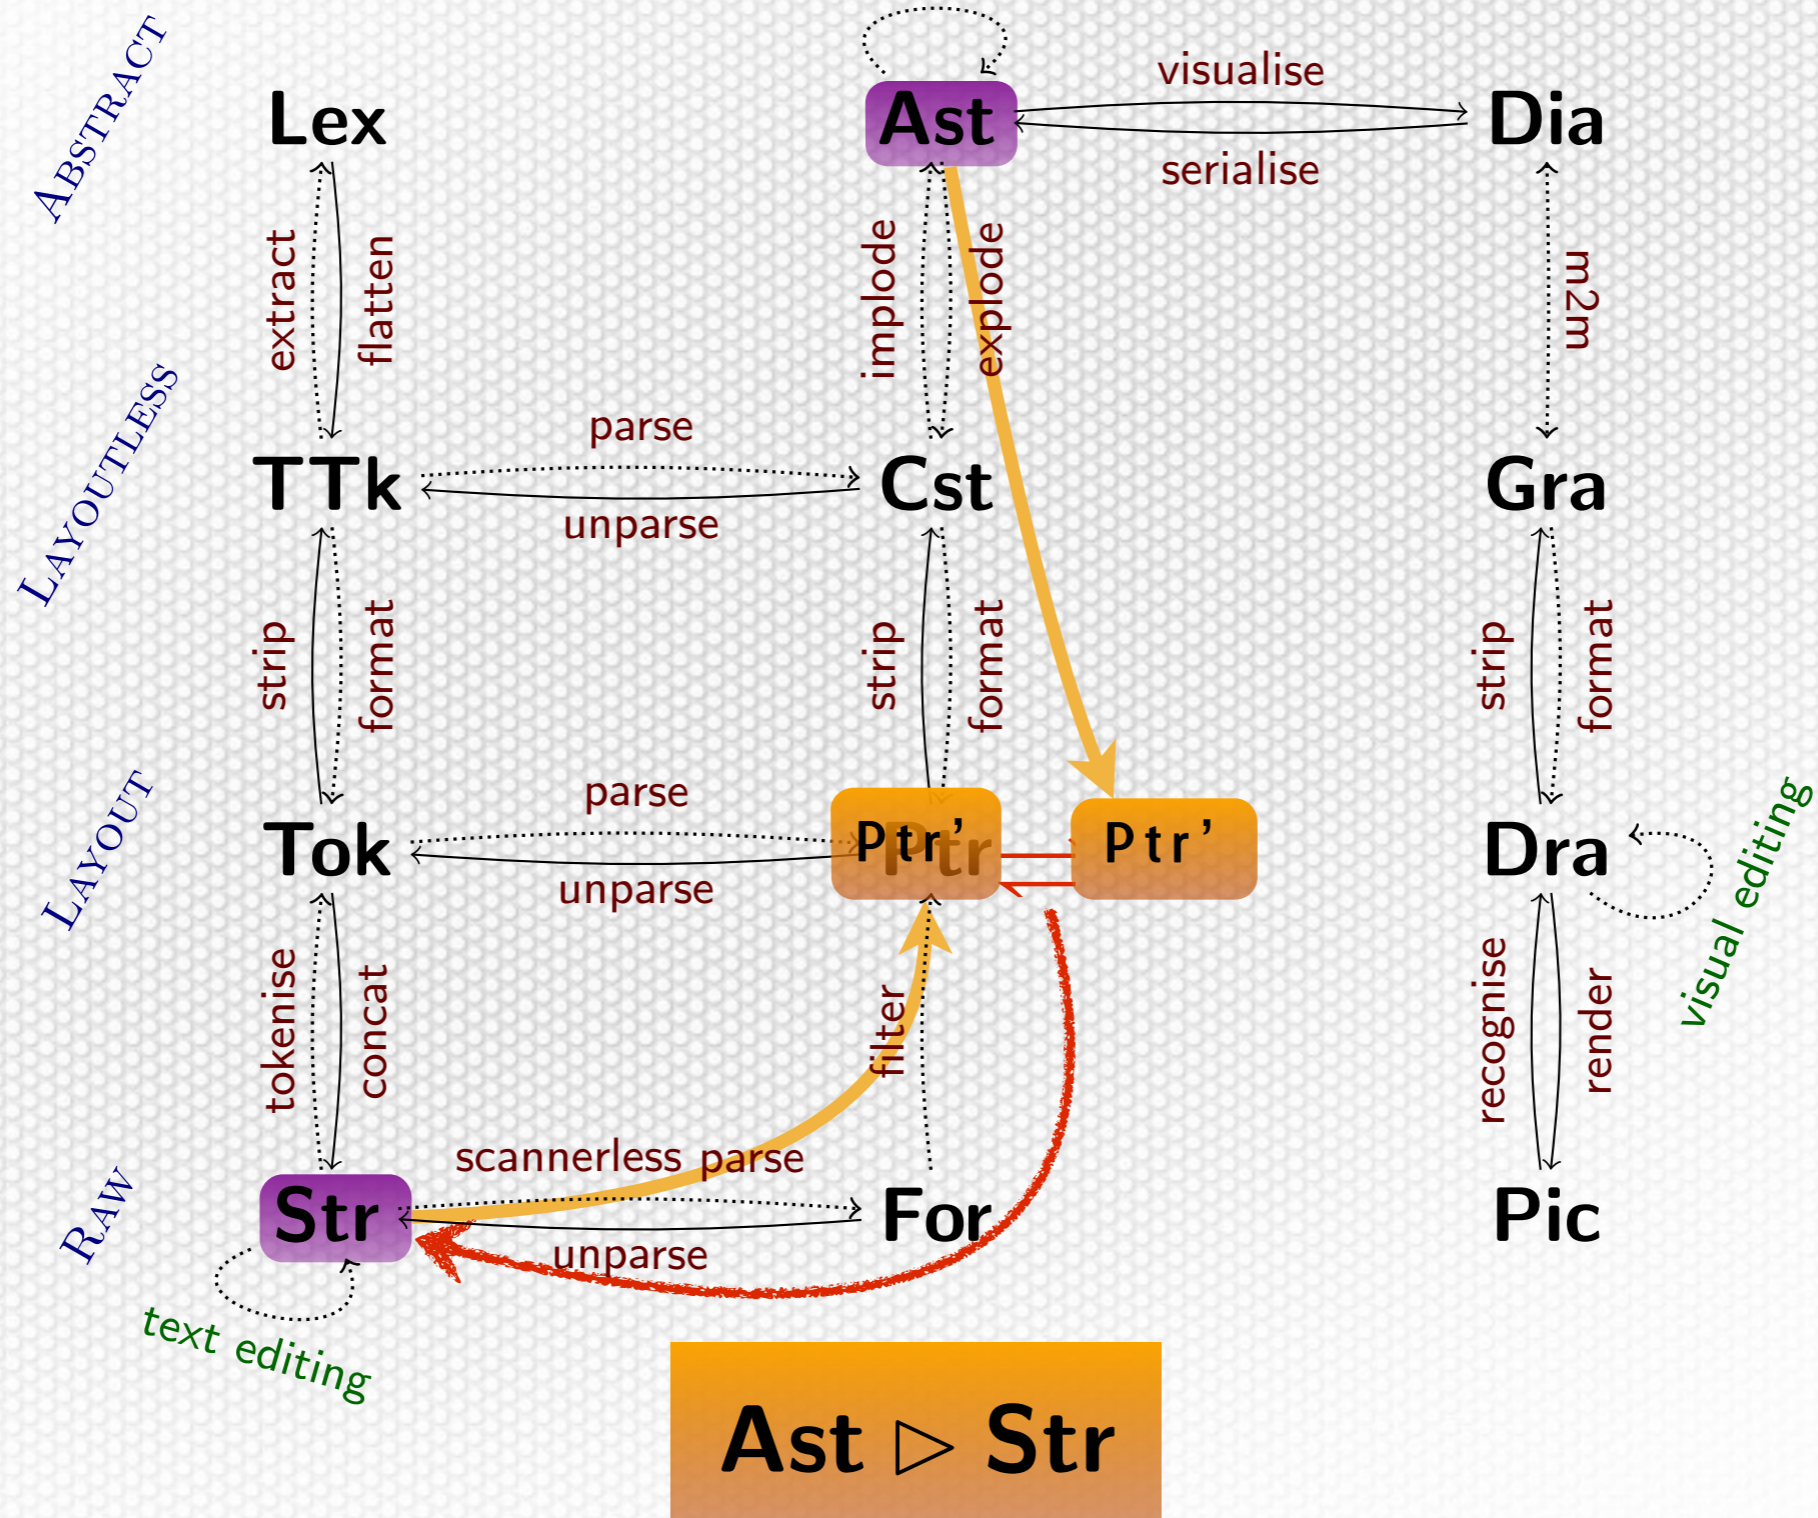 ABSTRACT
Lex
Ast
visualise
serialise
Dia
extract
flatten
implode
explode
m2m
LAYOUTLESS
TTk
parse
unparse
Cst
Gra
strip
format
strip
format
strip
format
LAYOUT
Tok
parse
unparse
Ptr'
Ptr
Ptr'
Dra
visual editing
tokenise
concat
filter
recognise
render
RAW
Str
scannerless parse
unparse
For
Pic
text editing
Ast ▷ Str